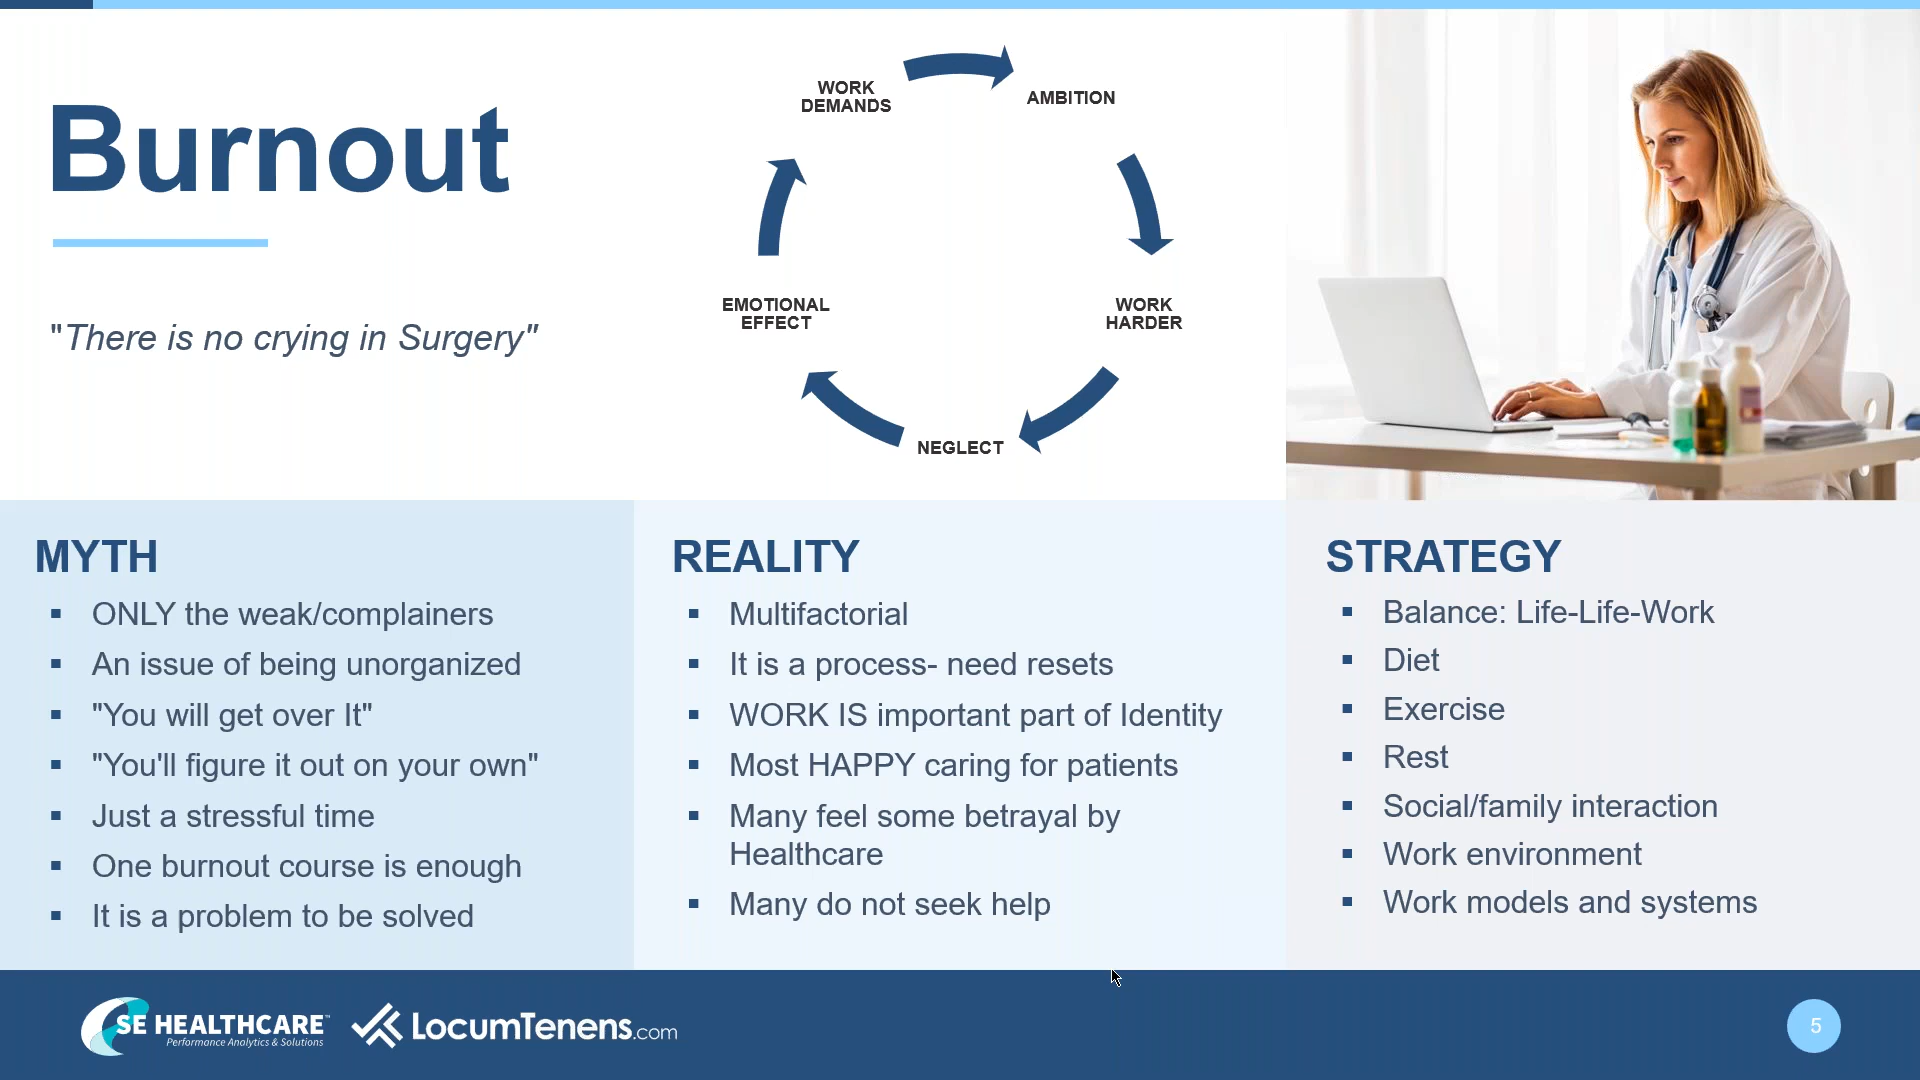 Burnout
"There is no crying in Surgery"
WORK
DEMANDS
AMBITION
WORK
HARDER
NEGLECT
EMOTIONAL
EFFECT
MYTH
▪ ONLY the weak/complainers
▪ An issue of being unorganized
▪ "You will get over It"
▪ "You'll figure it out on your own"
▪ Just a stressful time
▪ One burnout course is enough
▪ It is a problem to be solved
REALITY
▪ Multifactorial
▪ It is a process- need resets
▪ WORK IS important part of Identity
▪ Most HAPPY caring for patients
▪ Many feel some betrayal by
Healthcare
▪ Many do not seek help
STRATEGY
▪ Balance: Life-Life-Work
▪ Diet
▪ Exercise
▪ Rest
▪ Social/family interaction
▪ Work environment
▪ Work models and systems
SE HEALTHCARE™
Performance Analytics & Solutions
LocumTenens.com
5